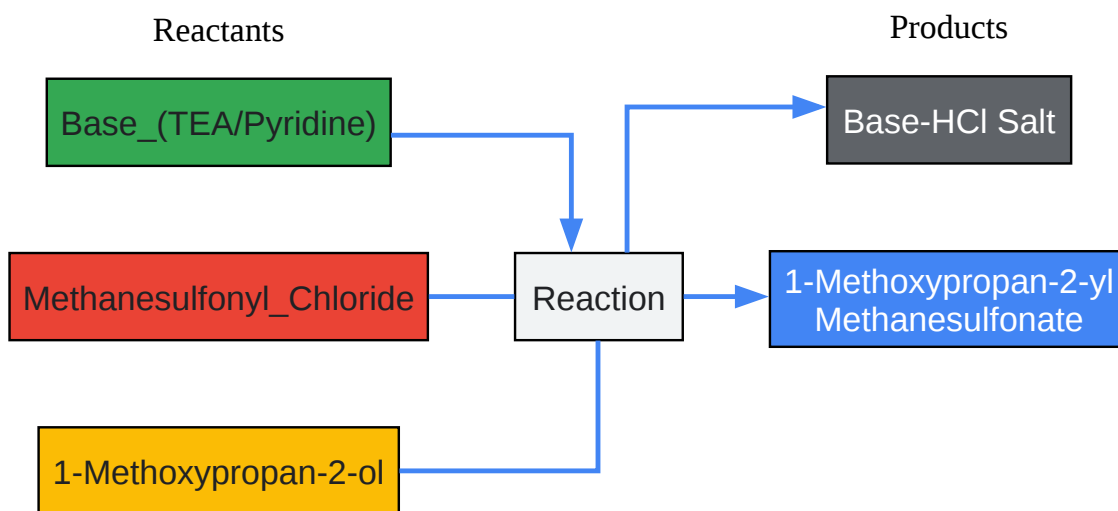 Reactants
Products
Base_(TEA/Pyridine)
Base-HCl Salt
Methanesulfonyl_Chloride
Reaction
1-Methoxypropan-2-yl
Methanesulfonate
1-Methoxypropan-2-ol